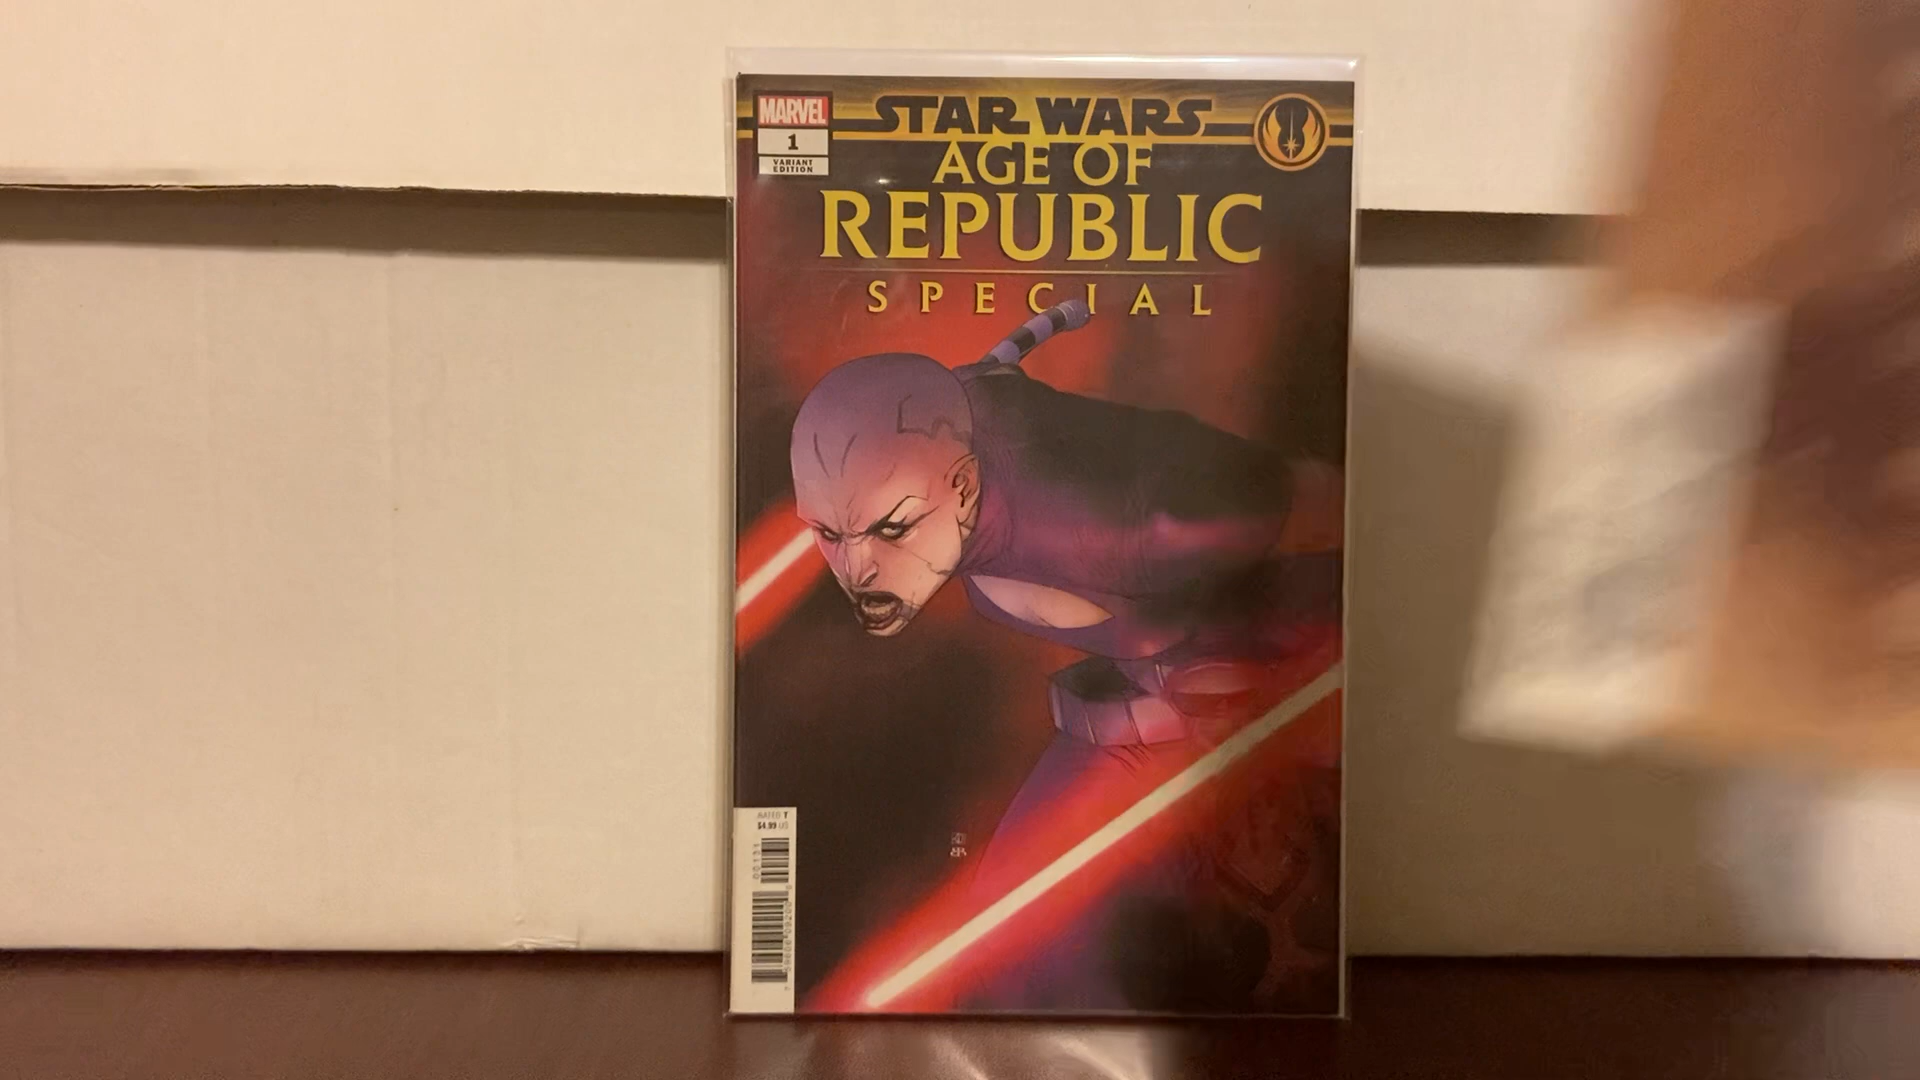 MARVEL
1
VARIANT
EDITION
STAR WARS
AGE OF
REPUBLIC
SPECIAL
RATED T
$4.99 US